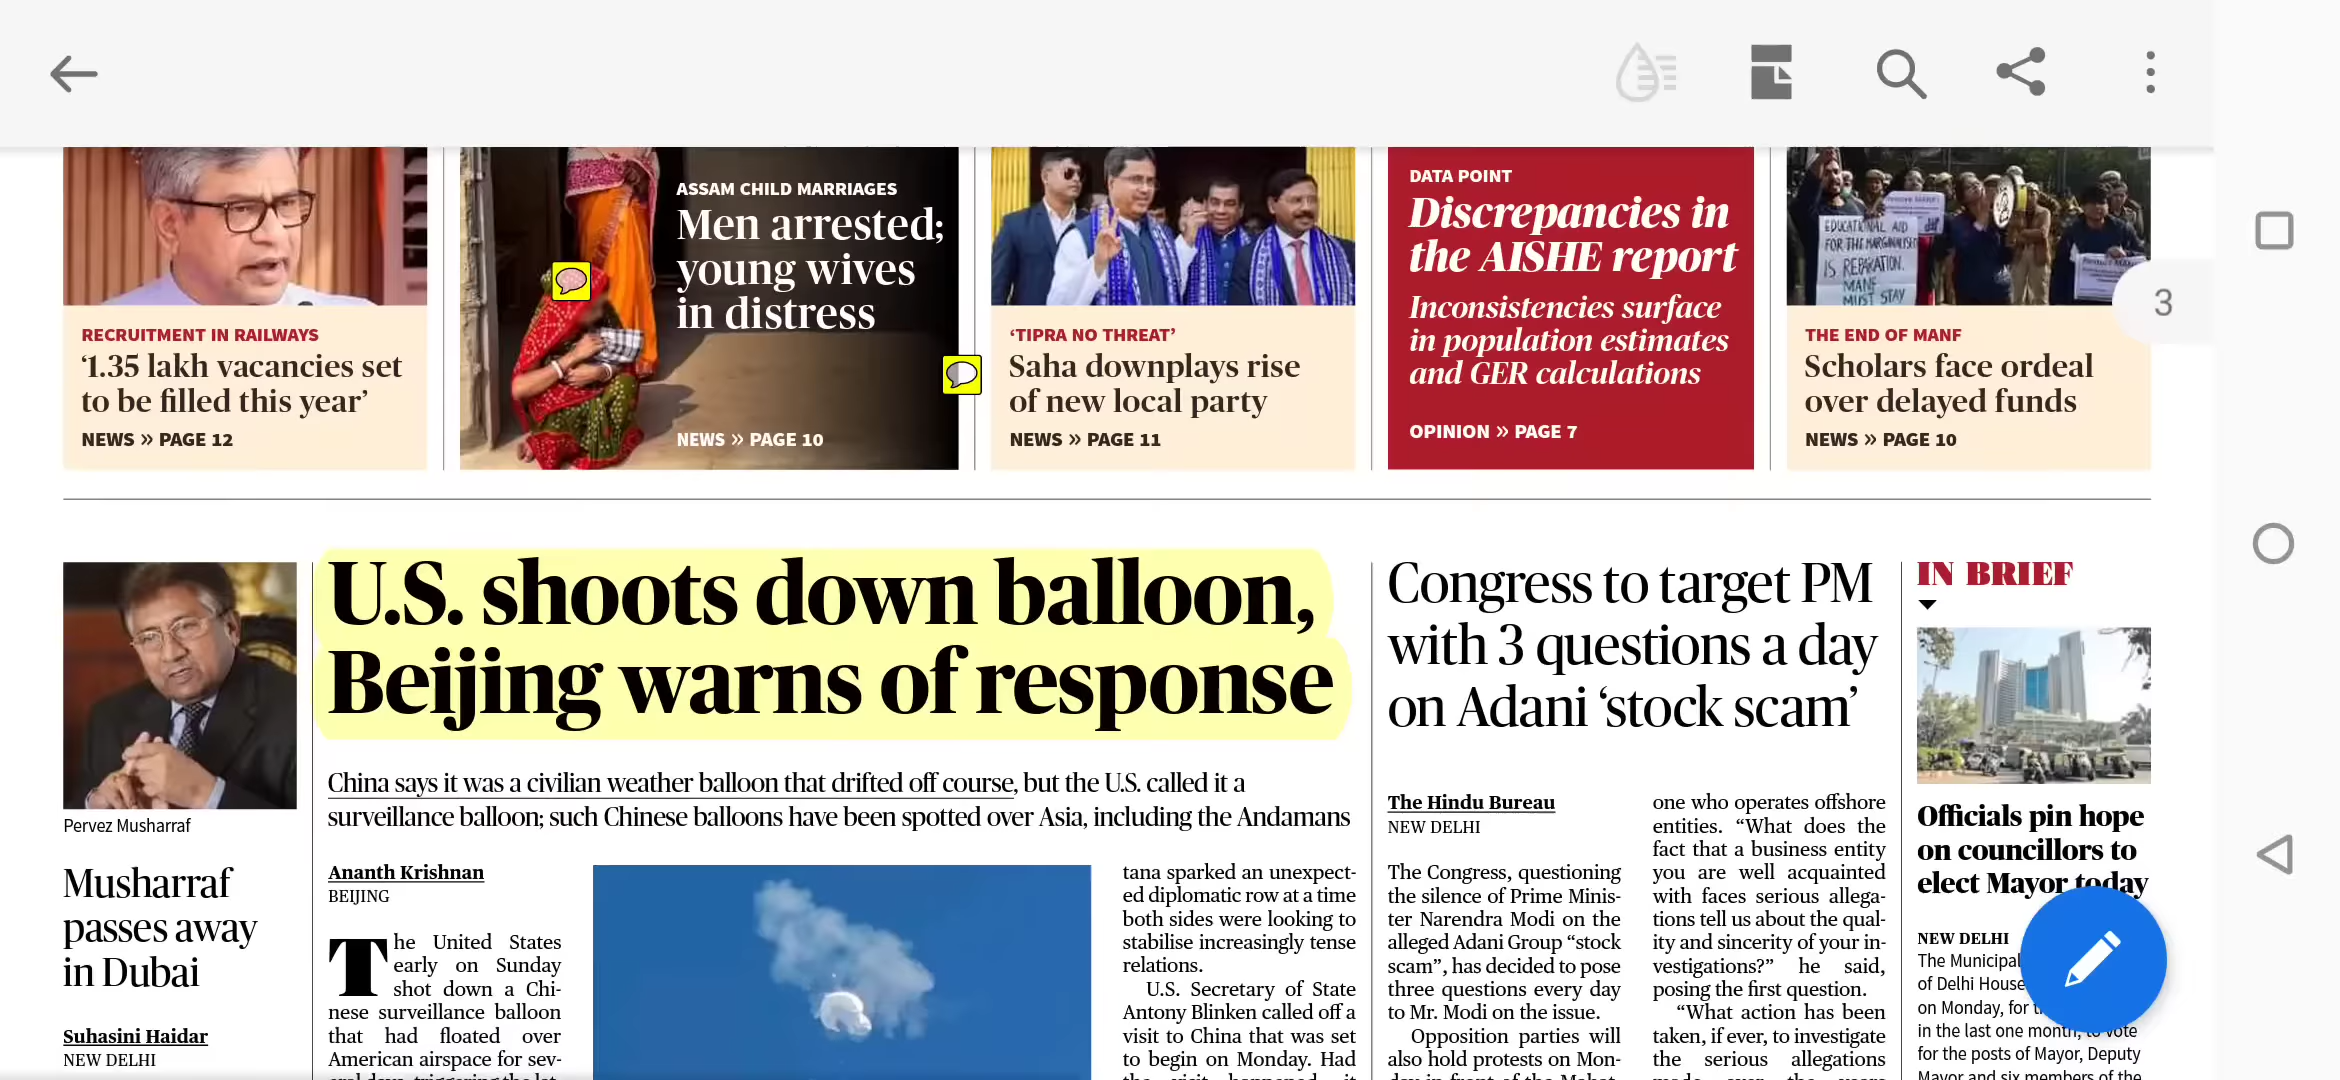 RECRUITMENT IN RAILWAYS
‘1.35 lakh vacancies set
to be filled this year’
NEWS » PAGE 12
ASSAM CHILD MARRIAGES
Men arrested;
young wives
in distress
NEWS » PAGE 10
‘TIPRA NO THREAT’
Saha downplays rise
of new local party
NEWS » PAGE 11
DATA POINT
Discrepancies in
the AISHE report
Inconsistencies surface
in population estimates
and GER calculations
OPINION » PAGE 7
EDUCATIONAL AID
FOR THE MARGINALISED
IS REPARATION.
MANF
MUST STAY
THE END OF MANF
Scholars face ordeal
over delayed funds
NEWS » PAGE 10
3
Pervez Musharraf
Musharraf
passes away
in Dubai
Suhasini Haidar
NEW DELHI
U.S. shoots down balloon,
Beijing warns of response
China says it was a civilian weather balloon that drifted off course, but the U.S. called it a
surveillance balloon; such Chinese balloons have been spotted over Asia, including the Andamans
Ananth Krishnan
BEIJING
The United States
early on Sunday
shot down a Chi-
nese surveillance balloon
that had floated over
American airspace for sev-
tana sparked an unexpect-
ed diplomatic row at a time
both sides were looking to
stabilise increasingly tense
relations.
U.S. Secretary of State
Antony Blinken called off a
visit to China that was set
to begin on Monday. Had
Congress to target PM
with 3 questions a day
on Adani ‘stock scam’
The Hindu Bureau
NEW DELHI
The Congress, questioning
the silence of Prime Minis-
ter Narendra Modi on the
alleged Adani Group “stock
scam”, has decided to pose
three questions every day
to Mr. Modi on the issue.
Opposition parties will
also hold protests on Mon-
one who operates offshore
entities. “What does the
fact that a business entity
you are well acquainted
with faces serious allega-
tions tell us about the qual-
ity and sincerity of your in-
vestigations?” he said,
posing the first question.
“What action has been
taken, if ever, to investigate
the serious allegations
IN BRIEF
Officials pin hope
on councillors to
elect Mayor today
NEW DELHI
The Municipal
of Delhi House
on Monday, for
in the last one month, to vote
for the posts of Mayor, Deputy
Mayor and six members of the